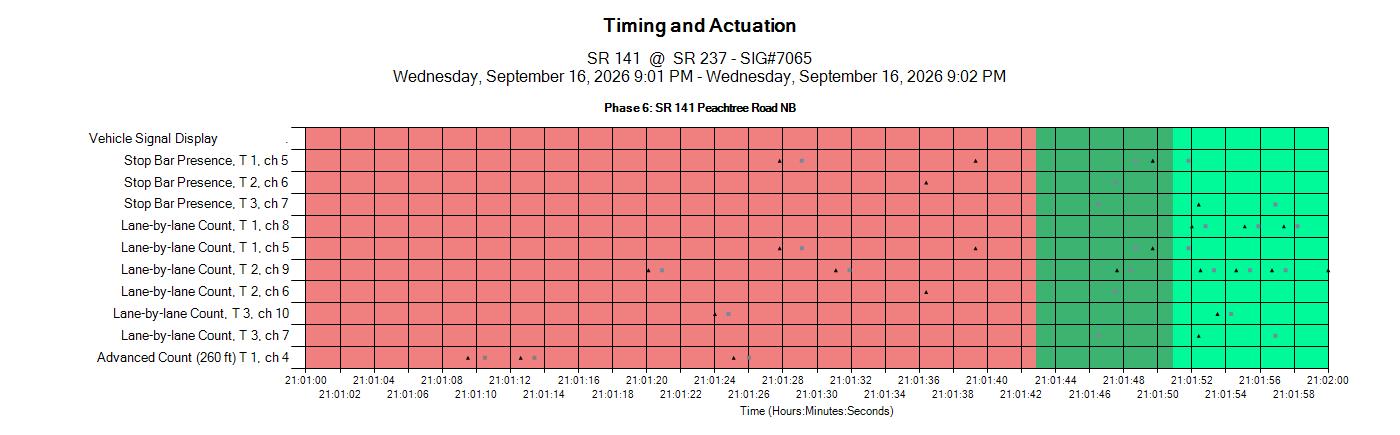 Timing and Actuation
SR 141 @ SR 237 - SIG#7065
Wednesday, September 16, 2026 9:01 PM - Wednesday, September 16, 2026 9:02 PM
Phase 6: SR 141 Peachtree Road NB
Vehicle Signal Display .
Stop Bar Presence, T 1, ch 5
Stop Bar Presence, T 2, ch 6
Stop Bar Presence, T 3, ch 7
Lane-by-lane Count, T 1, ch 8
Lane-by-lane Count, T 1, ch 5
Lane-by-lane Count, T 2, ch 9
Lane-by-lane Count, T 2, ch 6
Lane-by-lane Count, T 3, ch 10
Lane-by-lane Count, T 3, ch 7
Advanced Count (260 ft) T 1, ch 4
21:01:00 21:01:04 21:01:08 21:01:12 21:01:16 21:01:20 21:01:24 21:01:28 21:01:32 21:01:36 21:01:40 21:01:44 21:01:48 21:01:52 21:01:56 21:02:00
21:01:02 21:01:06 21:01:10 21:01:14 21:01:18 21:01:22 21:01:26 21:01:30 21:01:34 21:01:38 21:01:42 21:01:46 21:01:50 21:01:54 21:01:58
Time (Hours:Minutes:Seconds)